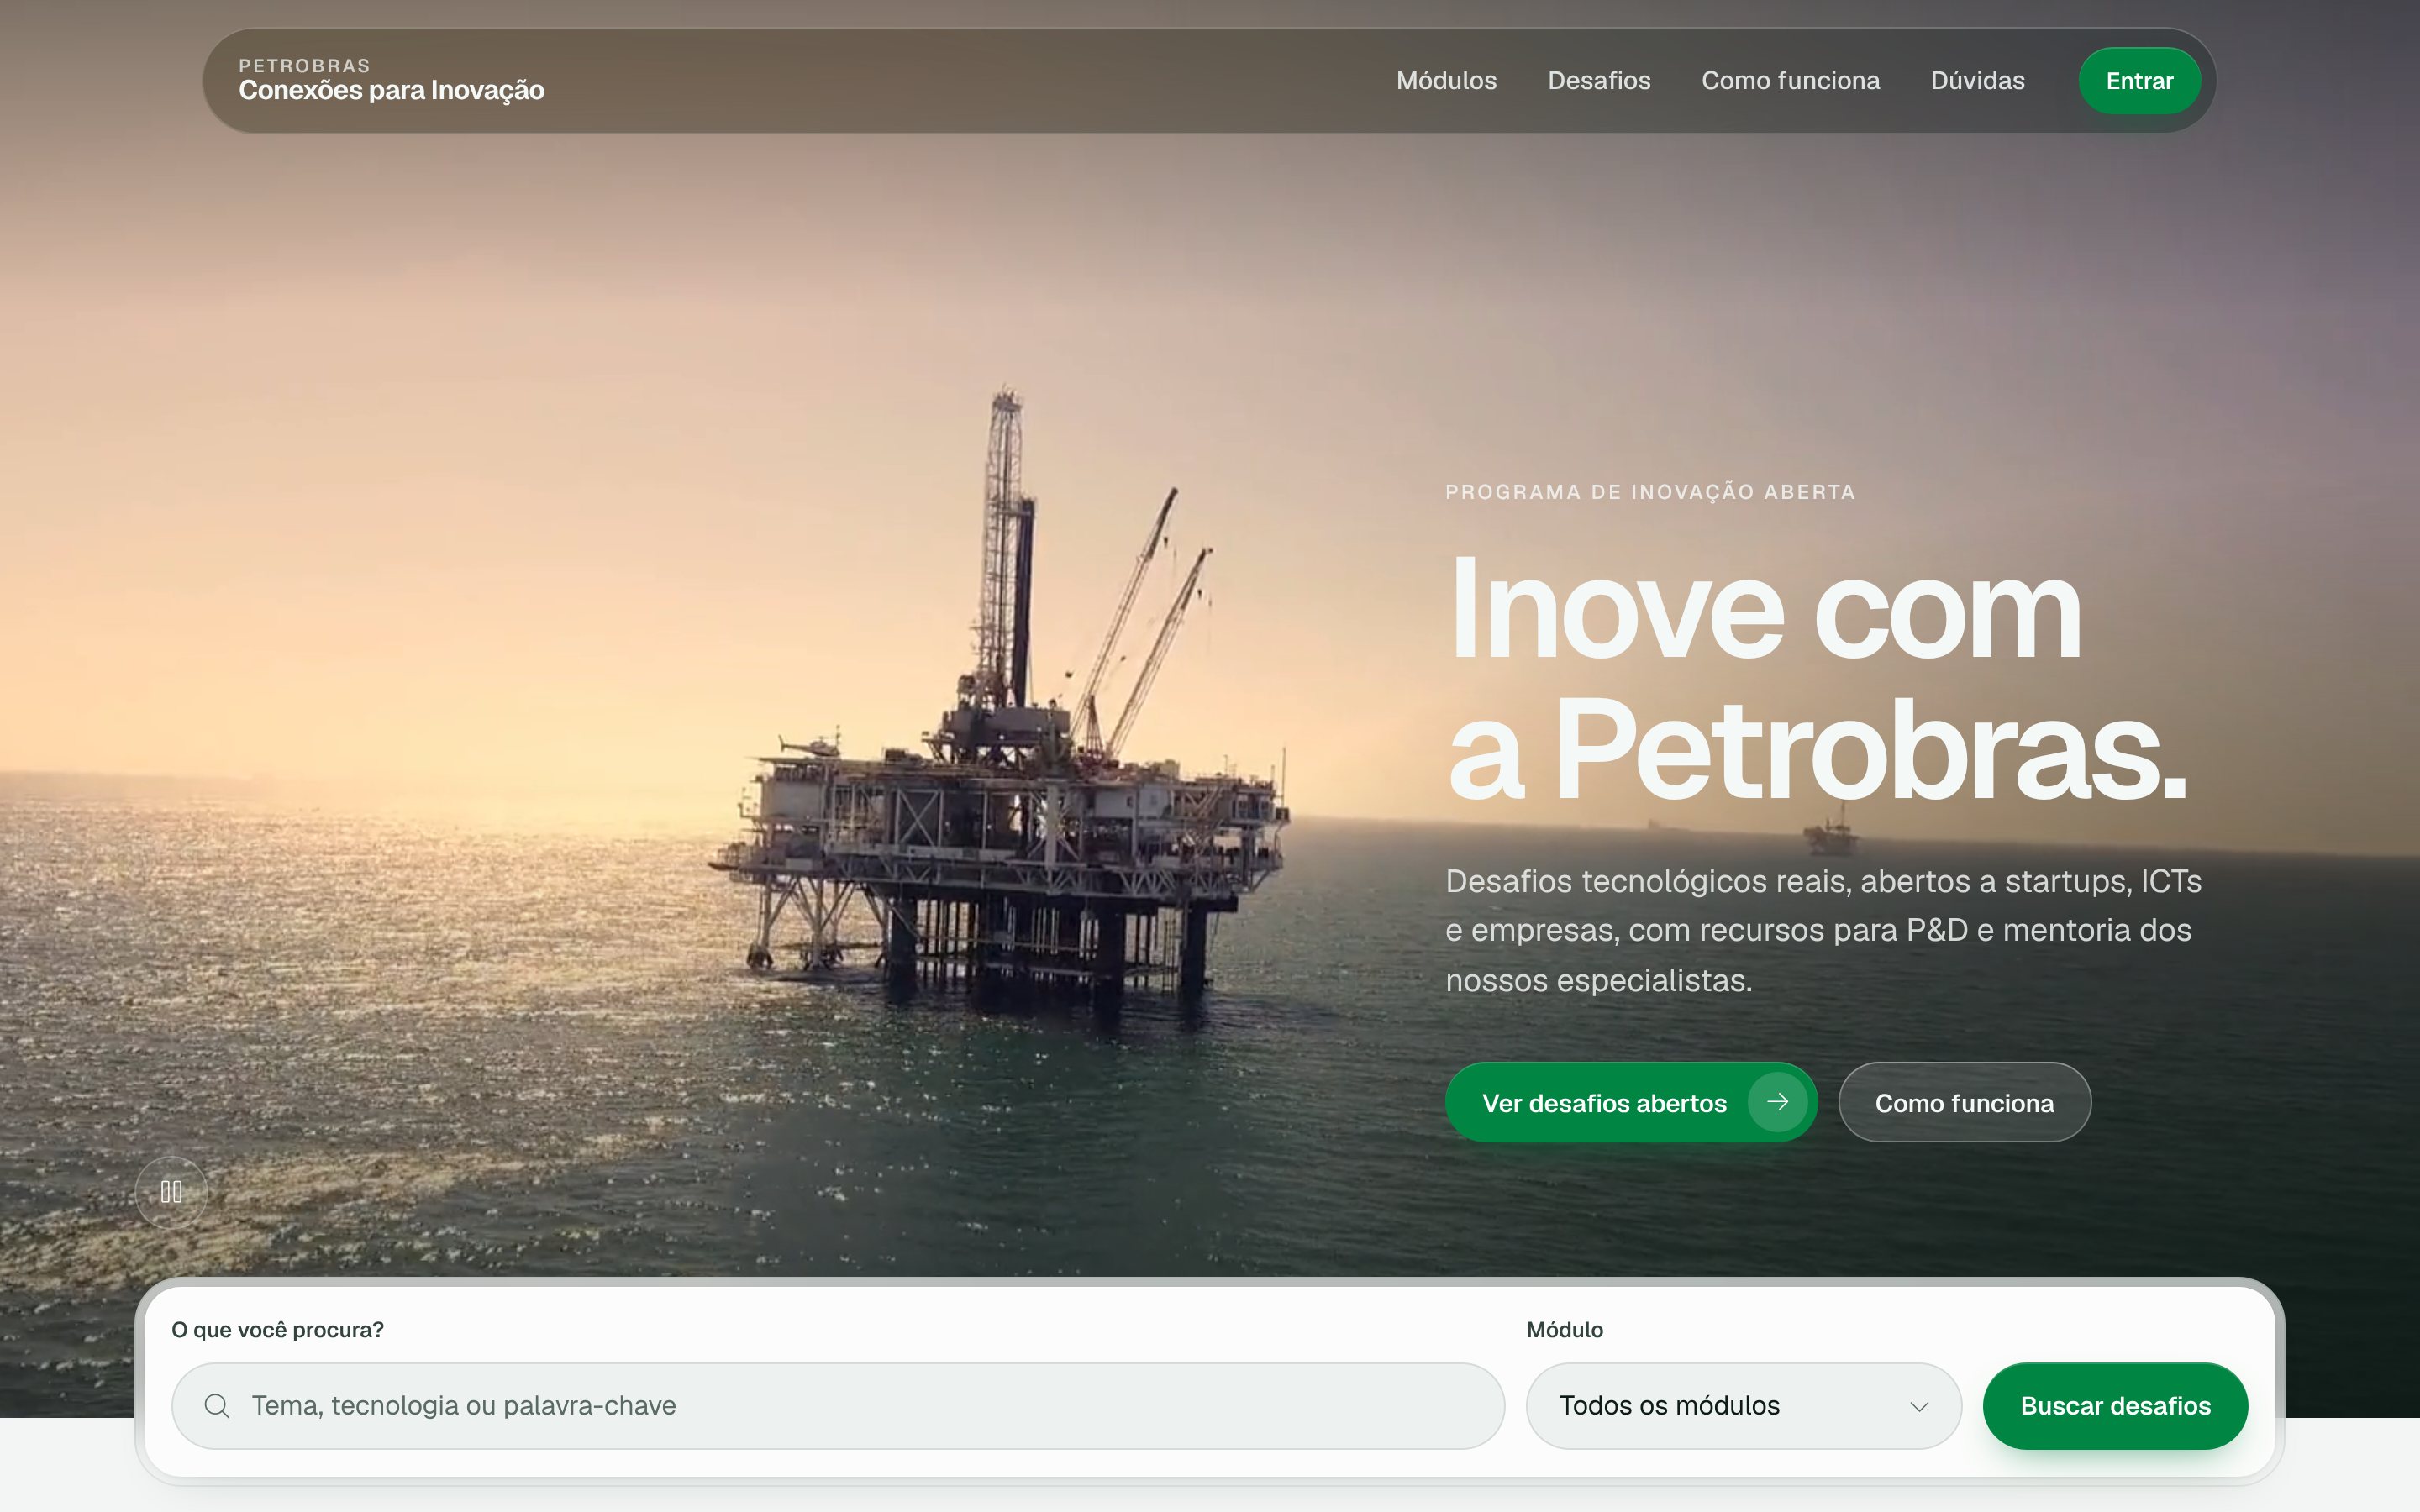 PETROBRAS
Conexões para Inovação
Módulos
Desafios
Como funciona
Dúvidas
Entrar
PROGRAMA DE INOVAÇÃO ABERTA
Inove com
a Petrobras.
Desafios tecnológicos reais, abertos a startups, ICTs
e empresas, com recursos para P&D e mentoria dos
nossos especialistas.
Ver desafios abertos
Como funciona
O que você procura?
Módulo
Tema, tecnologia ou palavra-chave
Todos os módulos
Buscar desafios